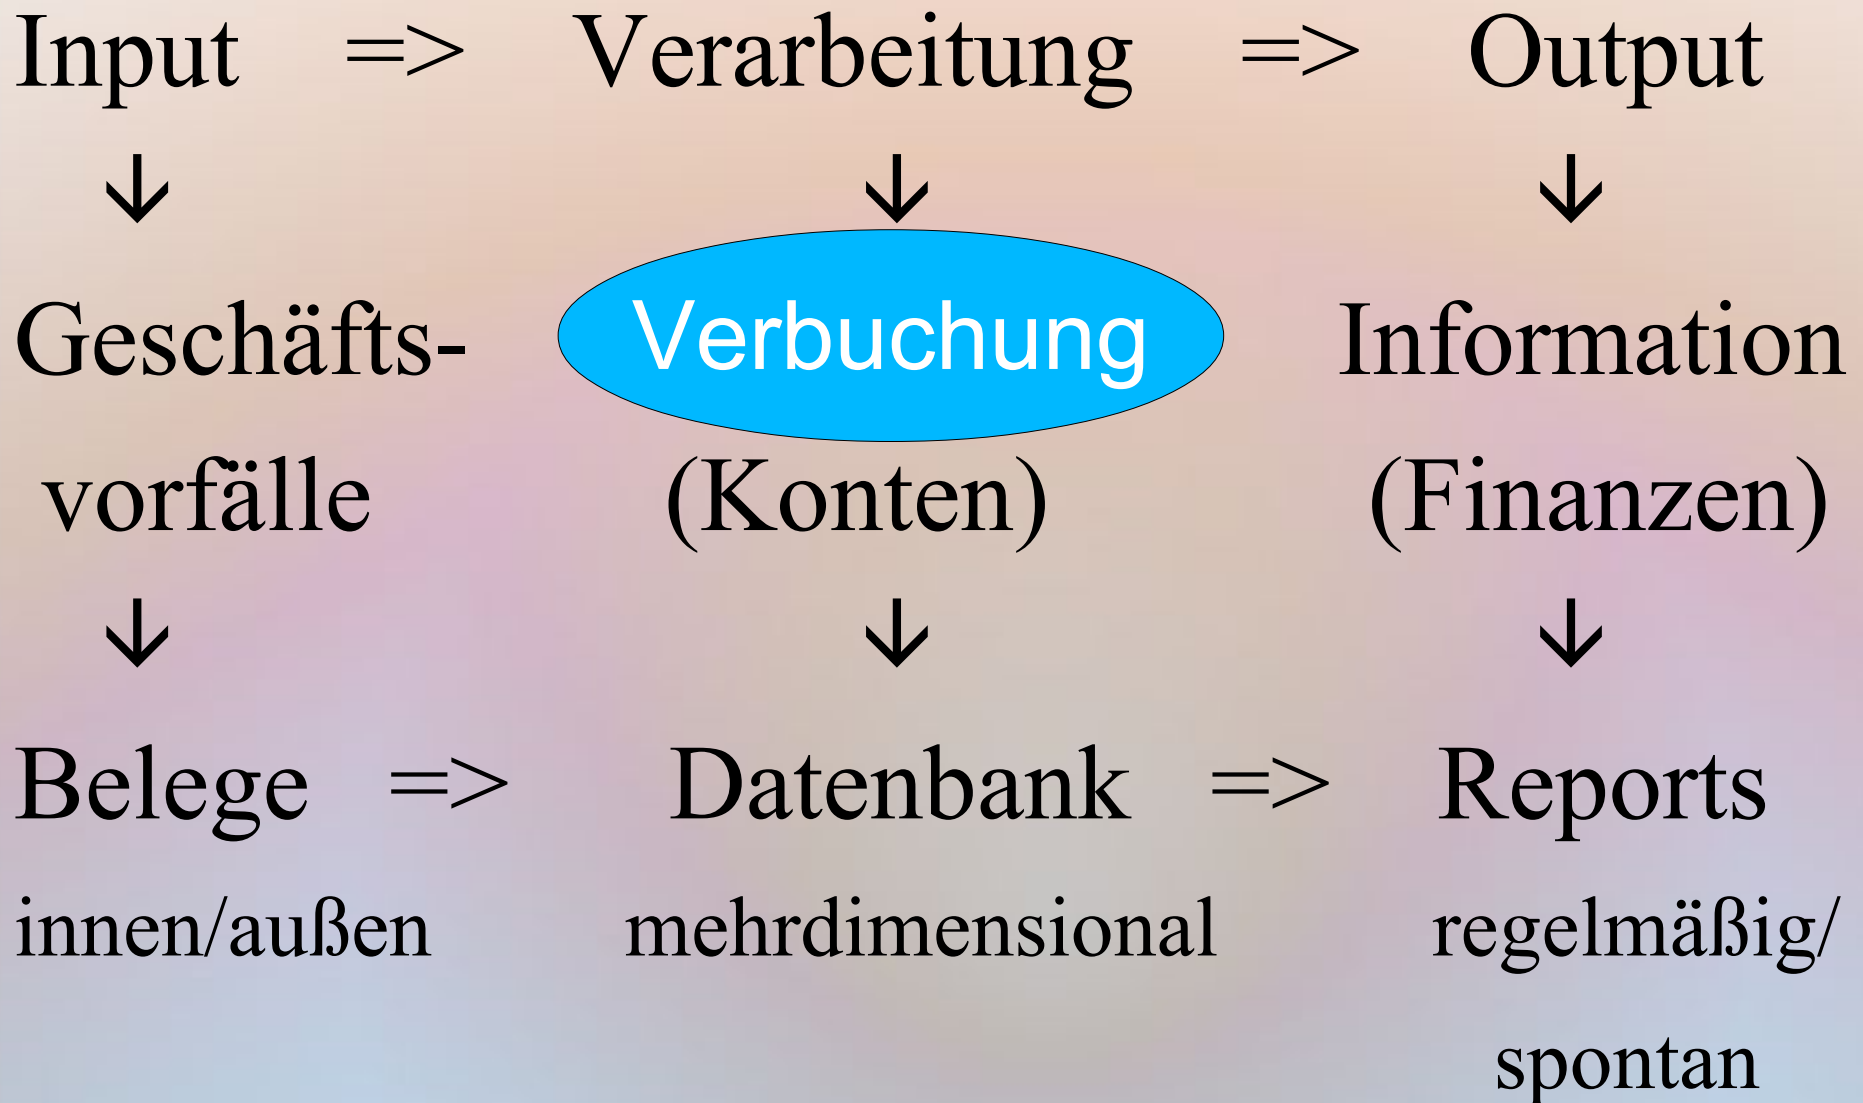 Input => Verarbeitung => Output
↓ ↓ ↓
Geschäfts- Verbuchung Information
vorfälle (Konten) (Finanzen)
↓ ↓ ↓
Belege => Datenbank => Reports
innen/außen mehrdimensional regelmäßig/
spontan